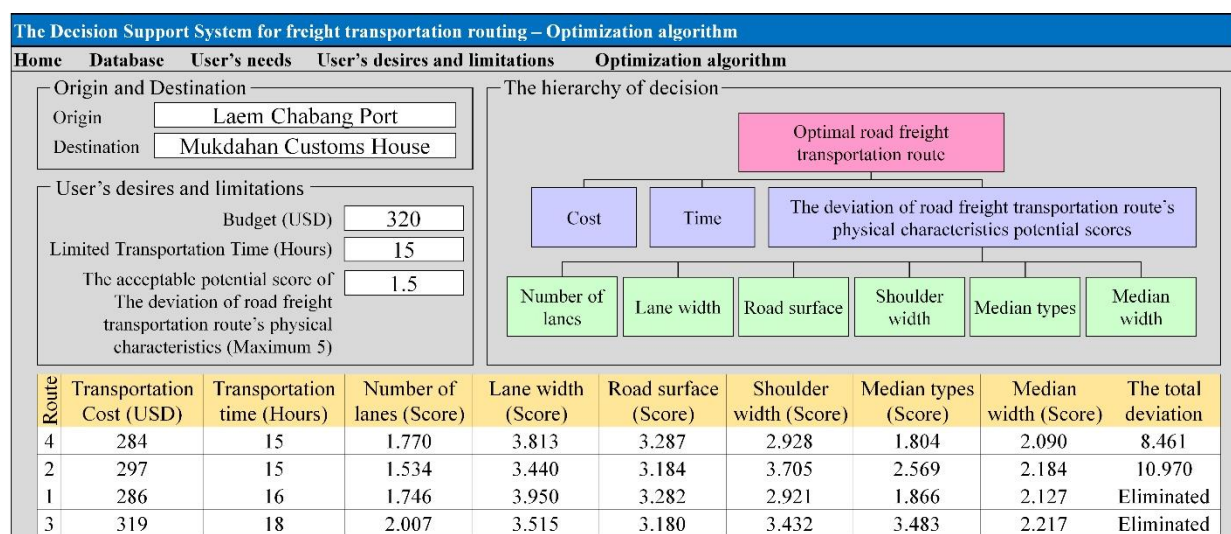 The Decision Support System for freight transportation routing – Optimization algorithm
Home Database User's needs User's desires and limitations Optimization algorithm
Origin and Destination
Origin Laem Chabang Port
Destination Mukdahan Customs House
User's desires and limitations
Budget (USD) 320
Limited Transportation Time (Hours) 15
The acceptable potential score of 1.5
The deviation of road freight
transportation route's physical
characteristics (Maximum 5)
The hierarchy of decision
Optimal road freight
transportation route
Cost
Time
The deviation of road freight transportation route's
physical characteristics potential scores
Number of
lanes
Lane width
Road surface
Shoulder
width
Median types
Median
width
Route
Transportation
Cost (USD)
Transportation
time (Hours)
Number of
lanes (Score)
Lane width
(Score)
Road surface
(Score)
Shoulder
width (Score)
Median types
(Score)
Median
width (Score)
The total
deviation
4 284 15 1.770 3.813 3.287 2.928 1.804 2.090 8.461
2 297 15 1.534 3.440 3.184 3.705 2.569 2.184 10.970
1 286 16 1.746 3.950 3.282 2.921 1.866 2.127 Eliminated
3 319 18 2.007 3.515 3.180 3.432 3.483 2.217 Eliminated